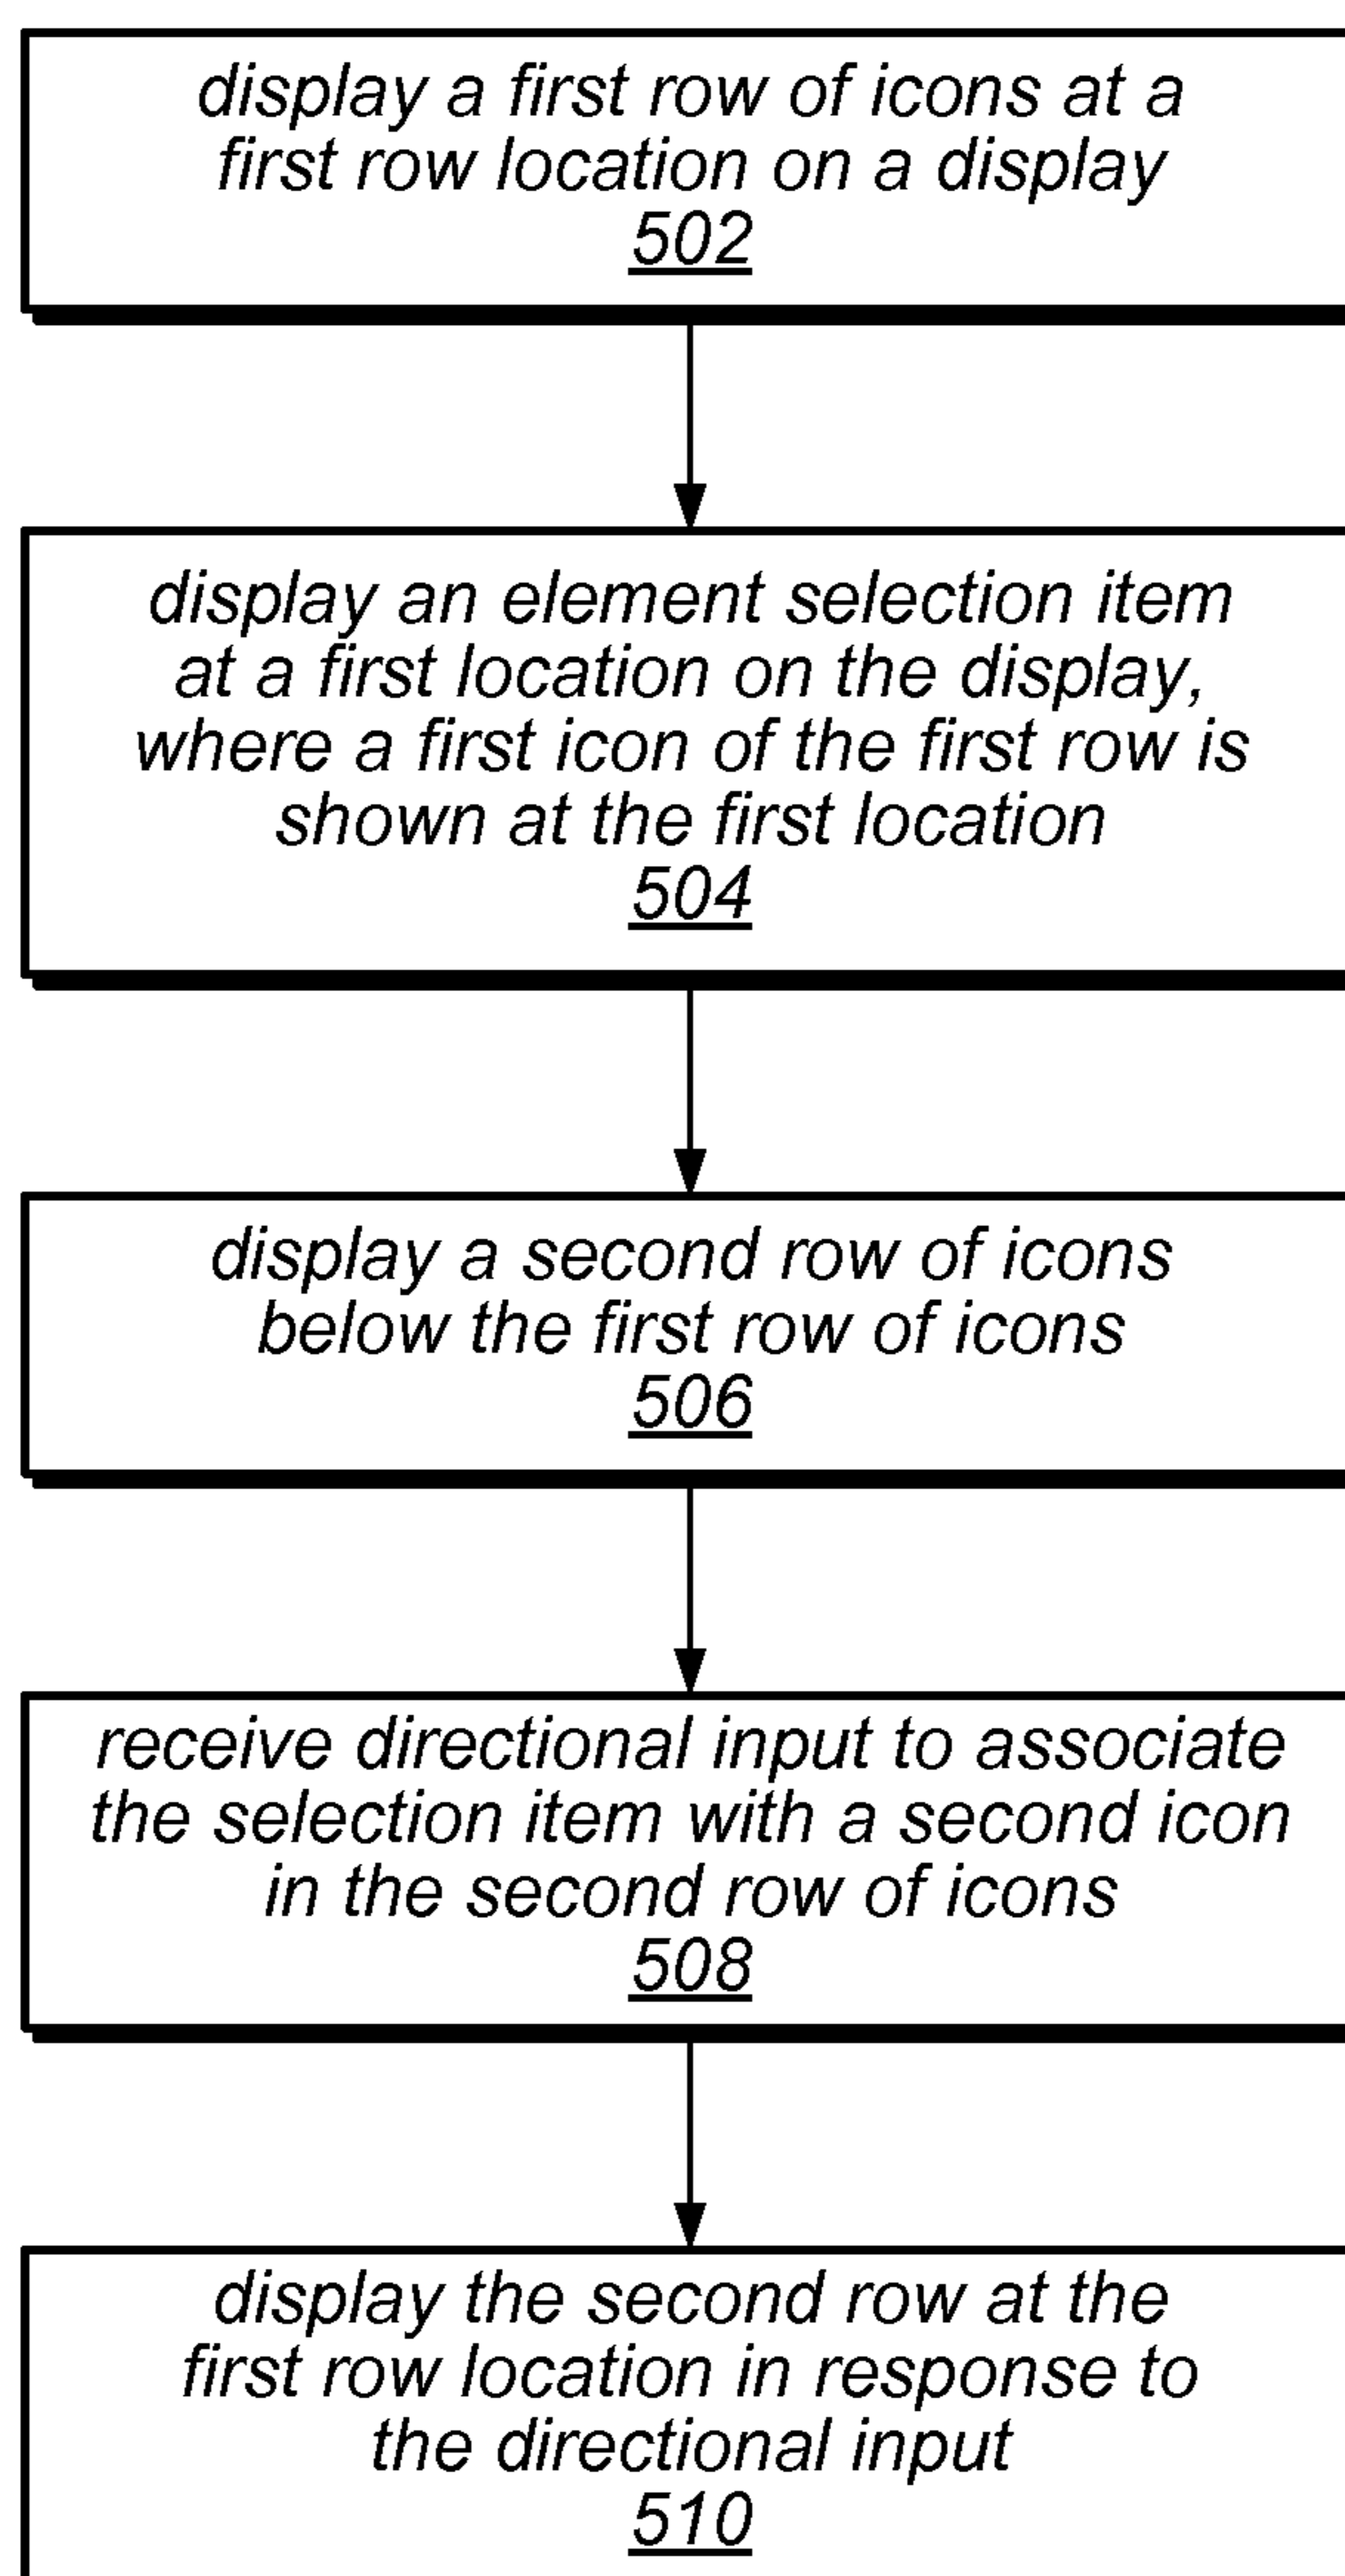 display a first row of icons at a
first row location on a display
502
display an element selection item
at a first location on the display,
where a first icon of the first row is
shown at the first location
504
display a second row of icons
below the first row of icons
506
receive directional input to associate
the selection item with a second icon
in the second row of icons
508
display the second row at the
first row location in response to
the directional input
510